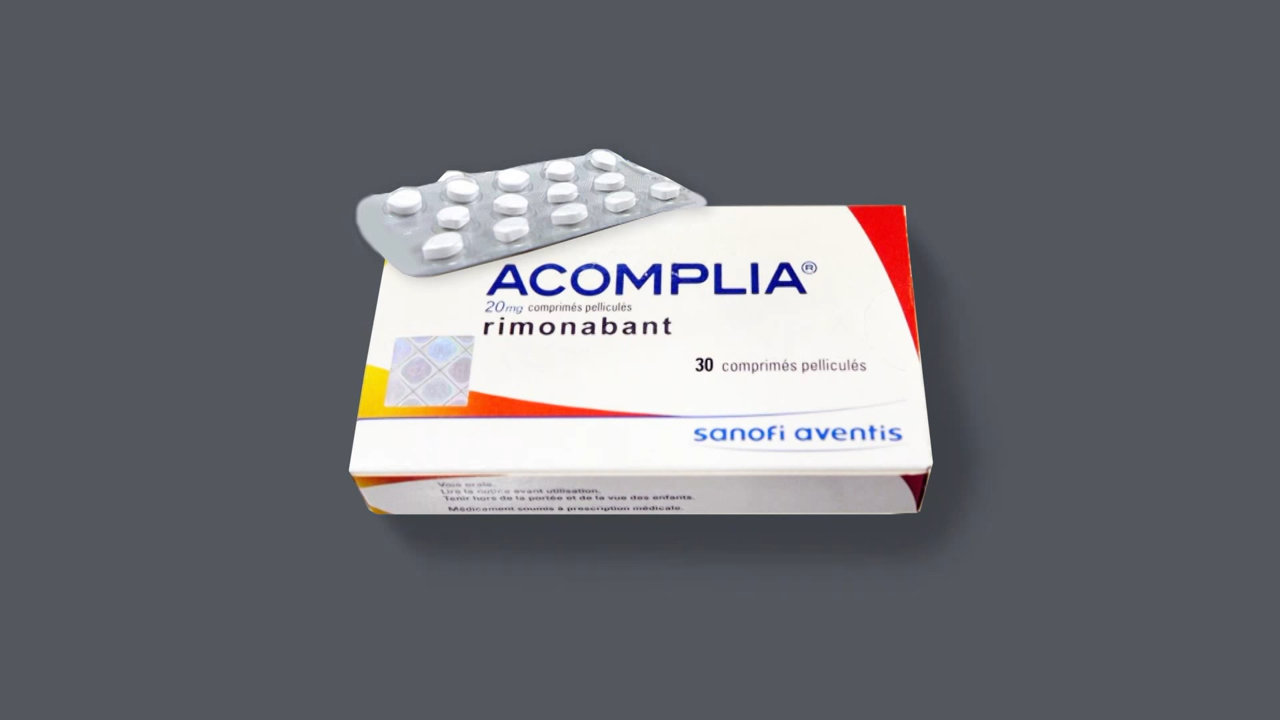 ACOMPLIA®
20mg comprimés pelliculés
rimonabant
30 comprimés pelliculés
sanofi aventis
Voie orale.
Lire la notice avant utilisation.
Tenir hors de la portée et de la vue des enfants.
Médicament soumis à prescription médicale.